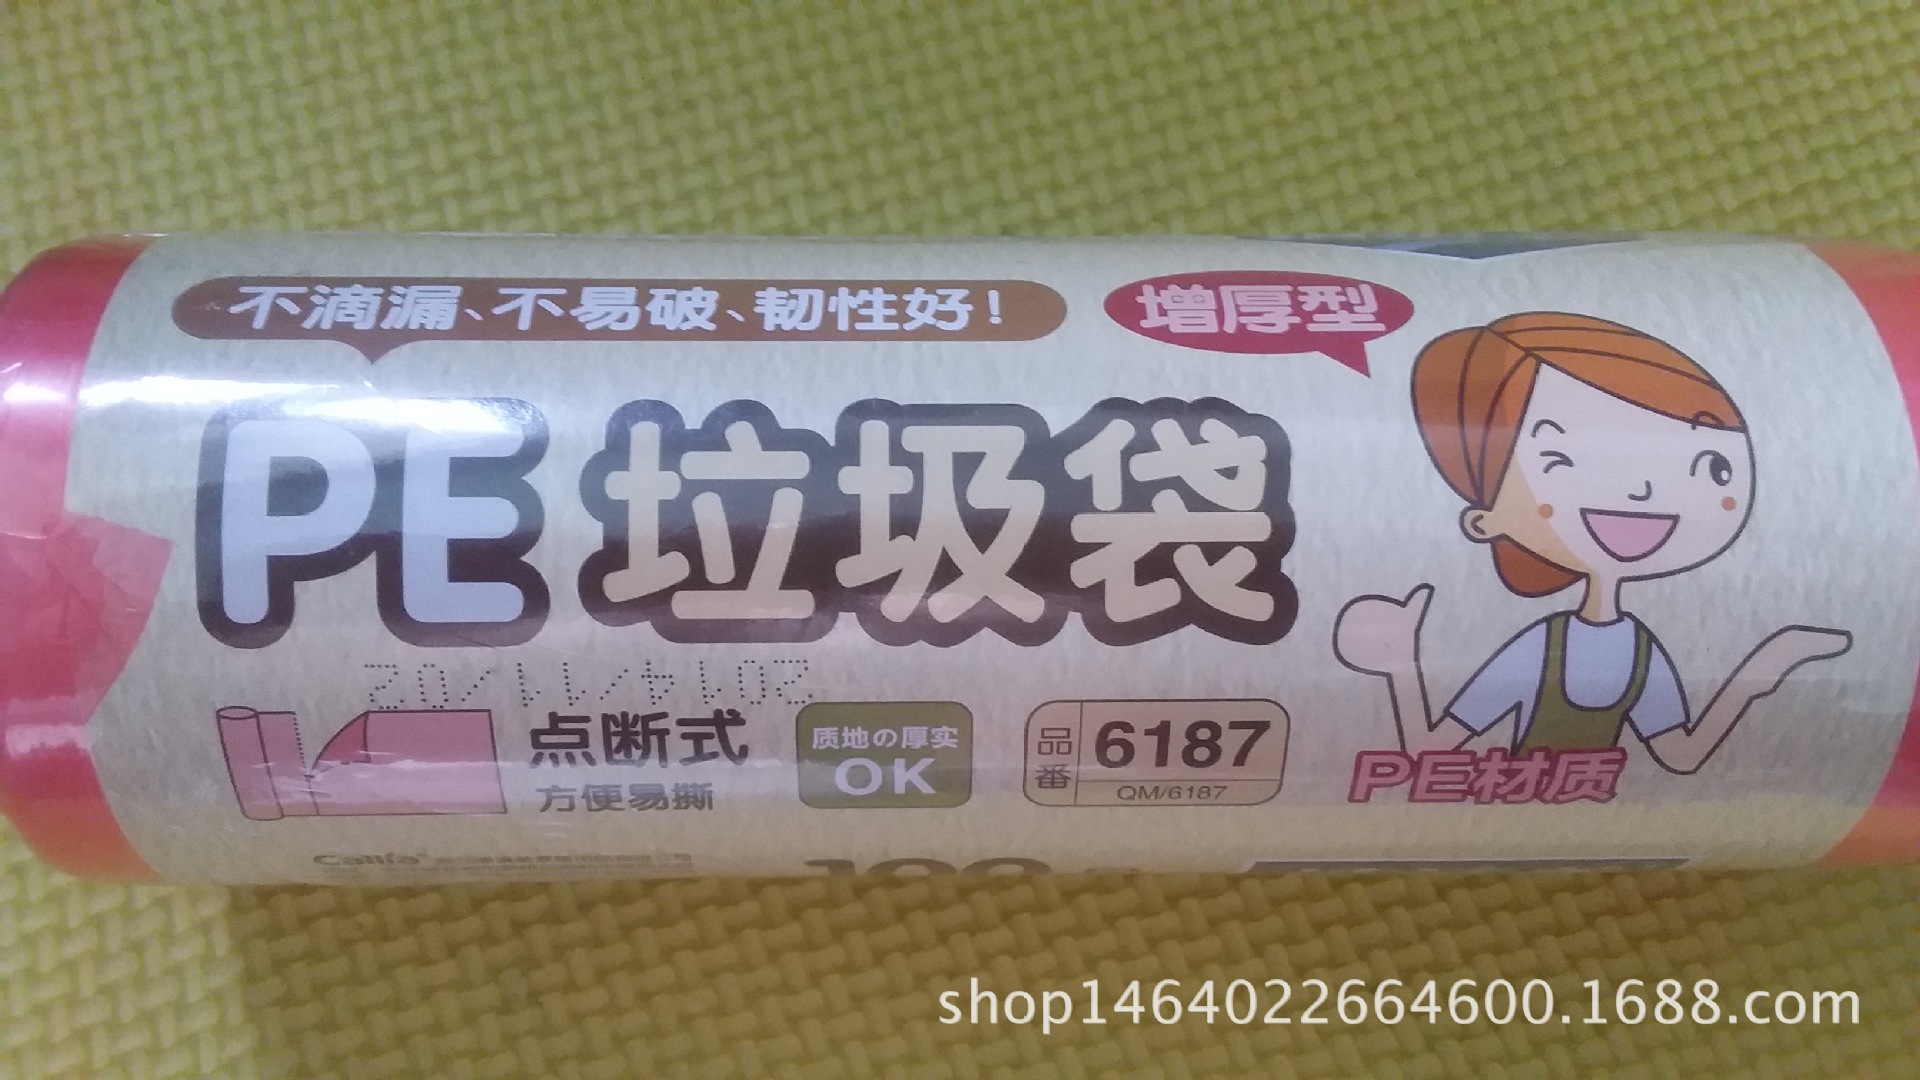 不滴漏、不易破、韧性好!
增厚型
PE 垃圾袋
2014/11/02
点断式
方便易撕
质地の厚实
OK
品番
6187
QM/6187
PE材质
shop1464022664600.1688.com